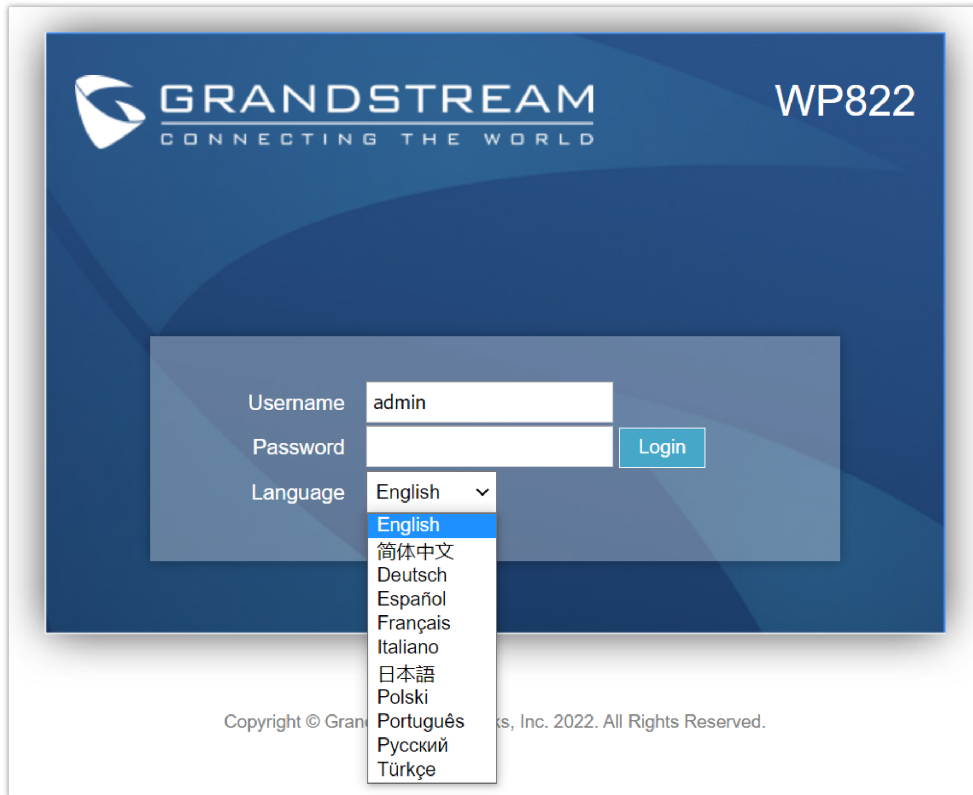 GRANDSTREAM
CONNECTING THE WORLD
WP822
Username admin
Password Login
Language English
English
简体中文
Deutsch
Español
Français
Italiano
日本語
Polski
Português
Русский
Türkçe
Copyright © Gran ks, Inc. 2022. All Rights Reserved.